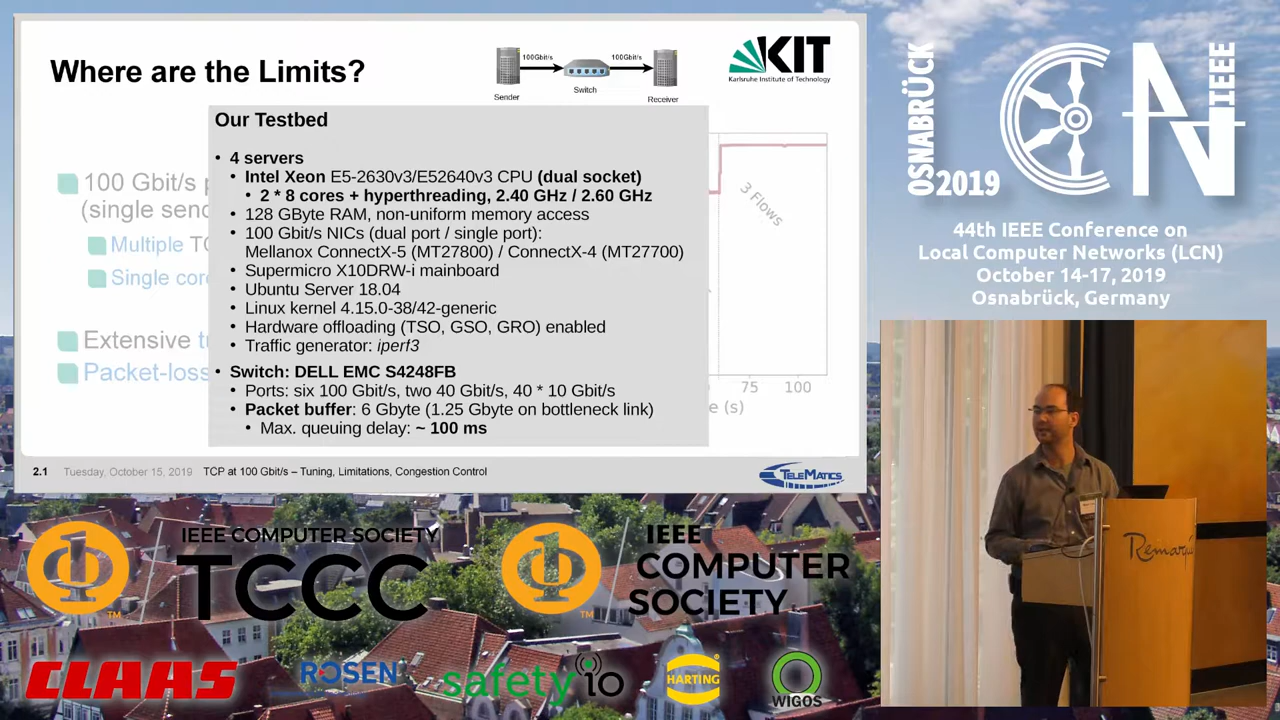 Where are the Limits?
100Gbit/s
100Gbit/s
Sender
Switch
Receiver
KIT
Karlsruhe Institute of Technology
Our Testbed
• 4 servers
• Intel Xeon E5-2630v3/E52640v3 CPU (dual socket)
• 2 * 8 cores + hyperthreading, 2.40 GHz / 2.60 GHz
• 128 GByte RAM, non-uniform memory access
• 100 Gbit/s NICs (dual port / single port):
Mellanox ConnectX-5 (MT27800) / ConnectX-4 (MT27700)
• Supermicro X10DRW-i mainboard
• Ubuntu Server 18.04
• Linux kernel 4.15.0-38/42-generic
• Hardware offloading (TSO, GSO, GRO) enabled
• Traffic generator: iperf3
• Switch: DELL EMC S4248FB
• Ports: six 100 Gbit/s, two 40 Gbit/s, 40 * 10 Gbit/s
• Packet buffer: 6 Gbyte (1.25 Gbyte on bottleneck link)
• Max. queuing delay: ~ 100 ms
100 Gbit/s
(single
Multiple
Single
Extensive
Packet-loss
3 Flows
75
100
(s)
2.1
Tuesday, October 15, 2019
TCP at 100 Gbit/s – Tuning, Limitations, Congestion Control
TELEMATICS
OSNABRÜCK
2019
LCN
IEEE
44th IEEE Conference on
Local Computer Networks (LCN)
October 14-17, 2019
Osnabrück, Germany
IEEE COMPUTER SOCIETY
TCCC
TM
IEEE
COMPUTER
SOCIETY
TM
CLAAS
ROSEN
safety io
HARTING
WIGOS